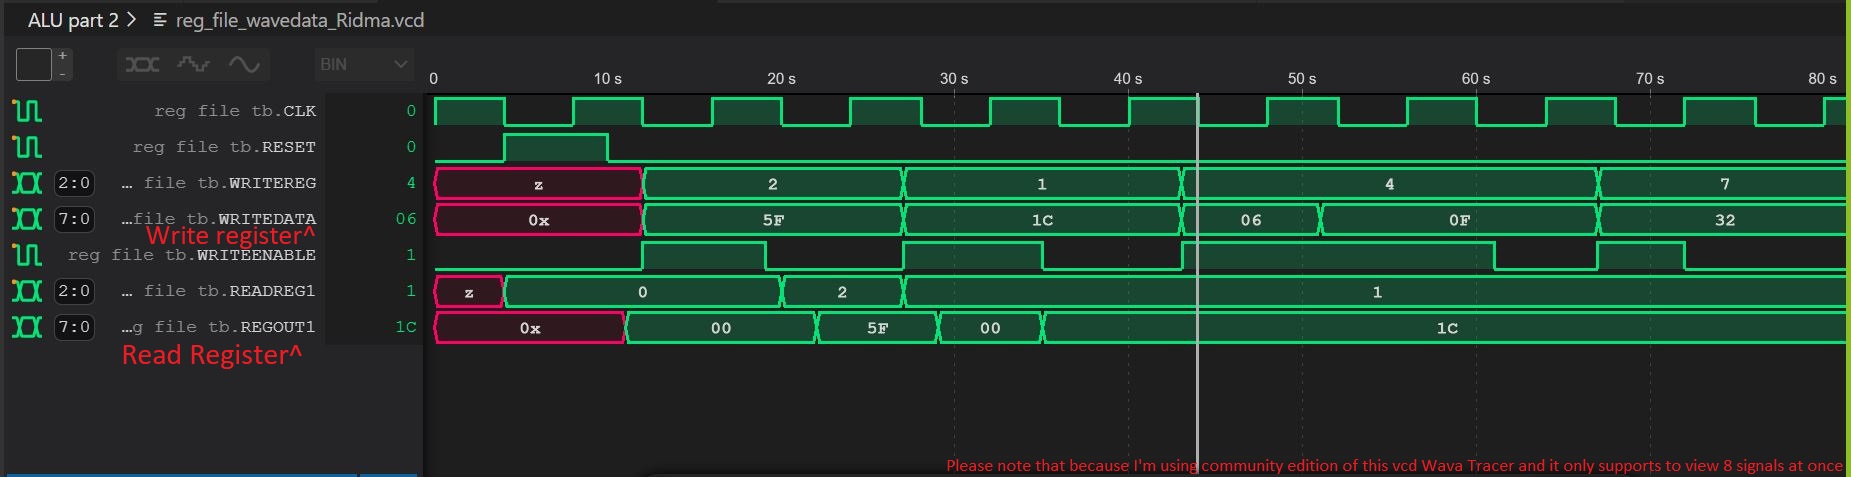 ALU part 2 > reg_file_wavedata_Ridma.vcd
+
-
BIN
0 10 s 20 s 30 s 40 s 50 s 60 s 70 s 80 s
reg file tb.CLK 0
reg file tb.RESET 0
2:0 … file tb.WRITEREG 4 z 2 1 4 7
7:0 …file tb.WRITEDATA 06 0x 5F 1C 06 0F 32
Write register^
reg file tb.WRITEENABLE 1
2:0 … file tb.READREG1 1 z 0 2 1
7:0 …g file tb.REGOUT1 1C 0x 00 5F 00 1C
Read Register^
Please note that because I'm using community edition of this vcd Wava Tracer and it only supports to view 8 signals at once